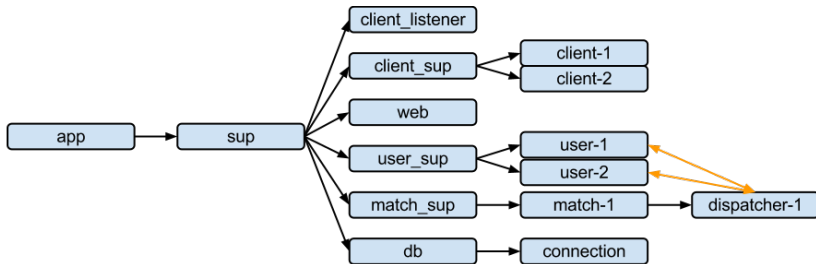 client_listener
client_sup
client-1
client-2
web
app
sup
user_sup
user-1
user-2
match_sup
match-1
dispatcher-1
db
connection